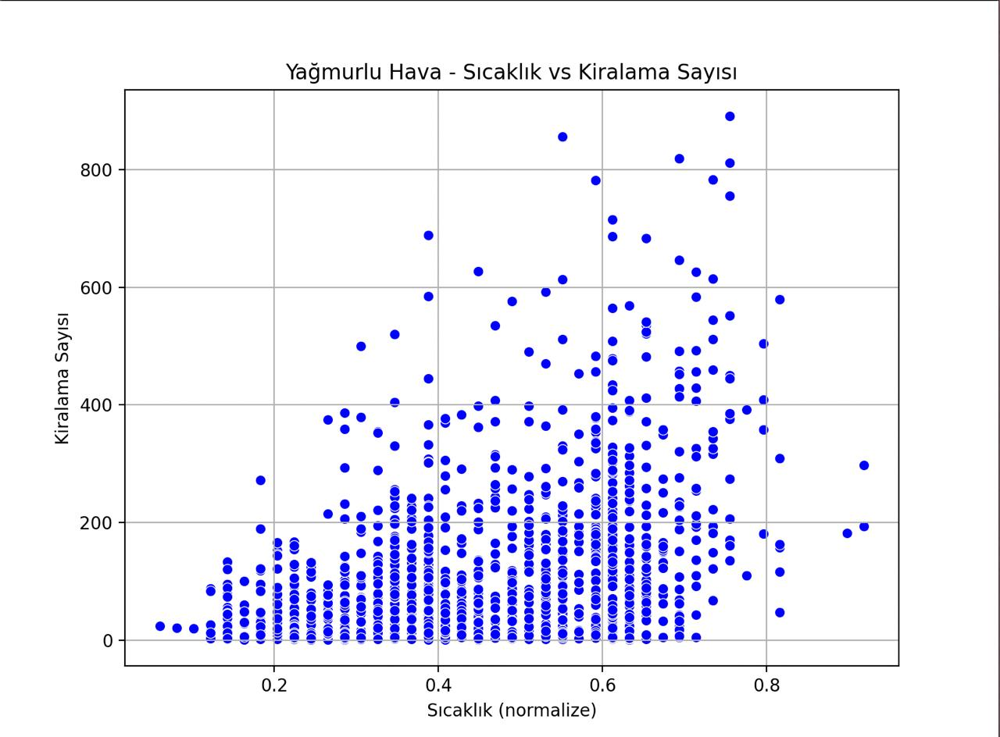 Yağmurlu Hava - Sıcaklık vs Kiralama Sayısı
800
600
400
200
0
Kiralama Sayısı
0.2 0.4 0.6 0.8
Sıcaklık (normalize)